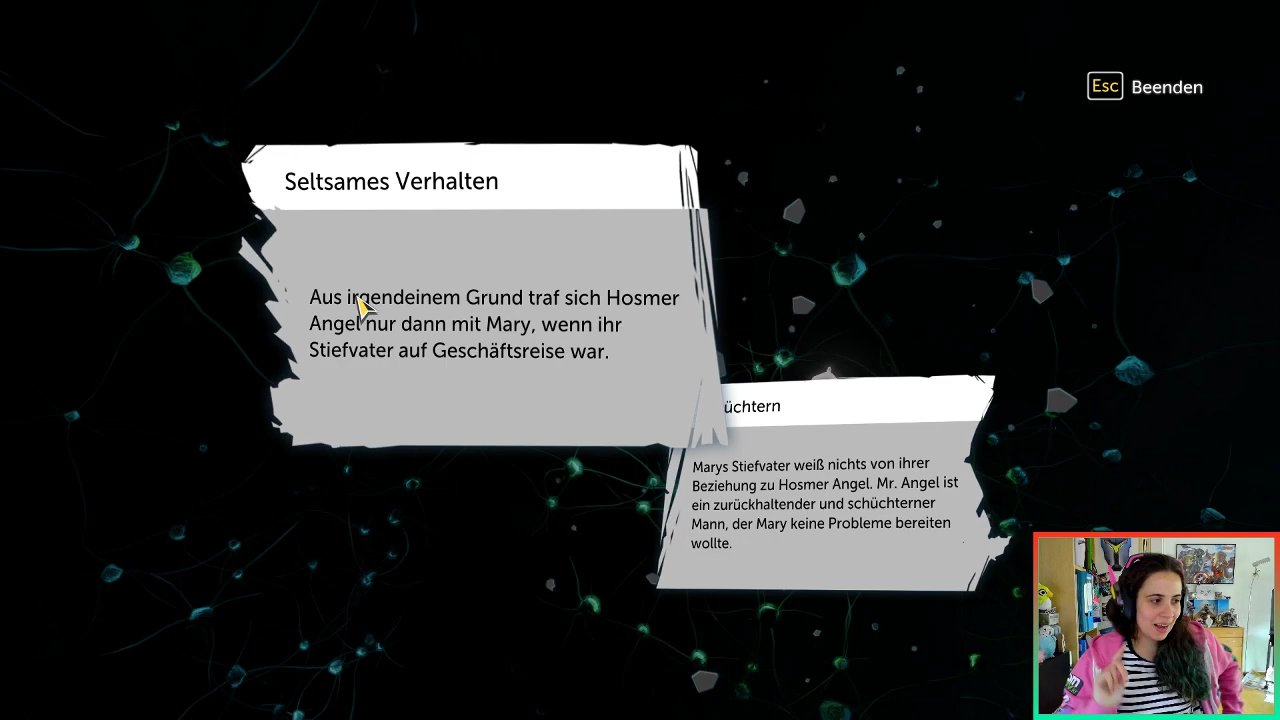 Esc Beenden
Seltsames Verhalten
Aus irgendeinem Grund traf sich Hosmer
Angel nur dann mit Mary, wenn ihr
Stiefvater auf Geschäftsreise war.
üchtern
Marys Stiefvater weiß nichts von ihrer
Beziehung zu Hosmer Angel. Mr. Angel ist
ein zurückhaltender und schüchterner
Mann, der Mary keine Probleme bereiten
wollte.